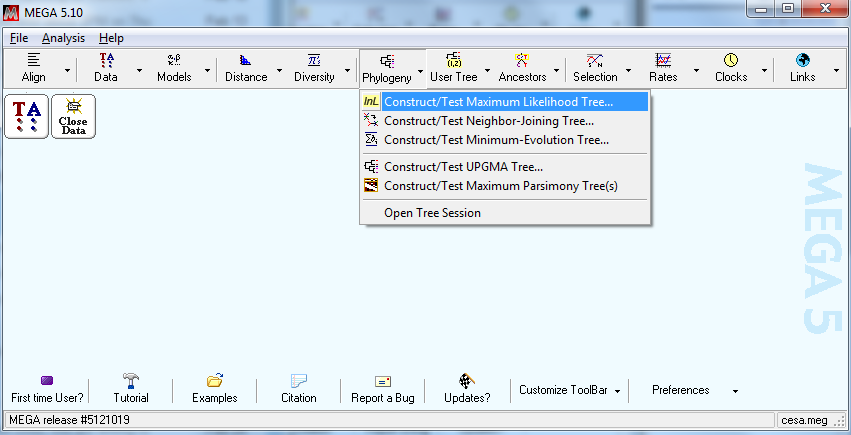 MEGA 5.10
File Analysis Help
Align Data Models Distance Diversity Phylogeny User Tree Ancestors Selection Rates Clocks Links
TA Close Data
lnL Construct/Test Maximum Likelihood Tree...
Construct/Test Neighbor-Joining Tree...
Construct/Test Minimum-Evolution Tree...
Construct/Test UPGMA Tree...
Construct/Test Maximum Parsimony Tree(s)
Open Tree Session
MEGA 5
First time User? Tutorial Examples Citation Report a Bug Updates? Customize ToolBar Preferences
MEGA release #5121019 cesa.meg